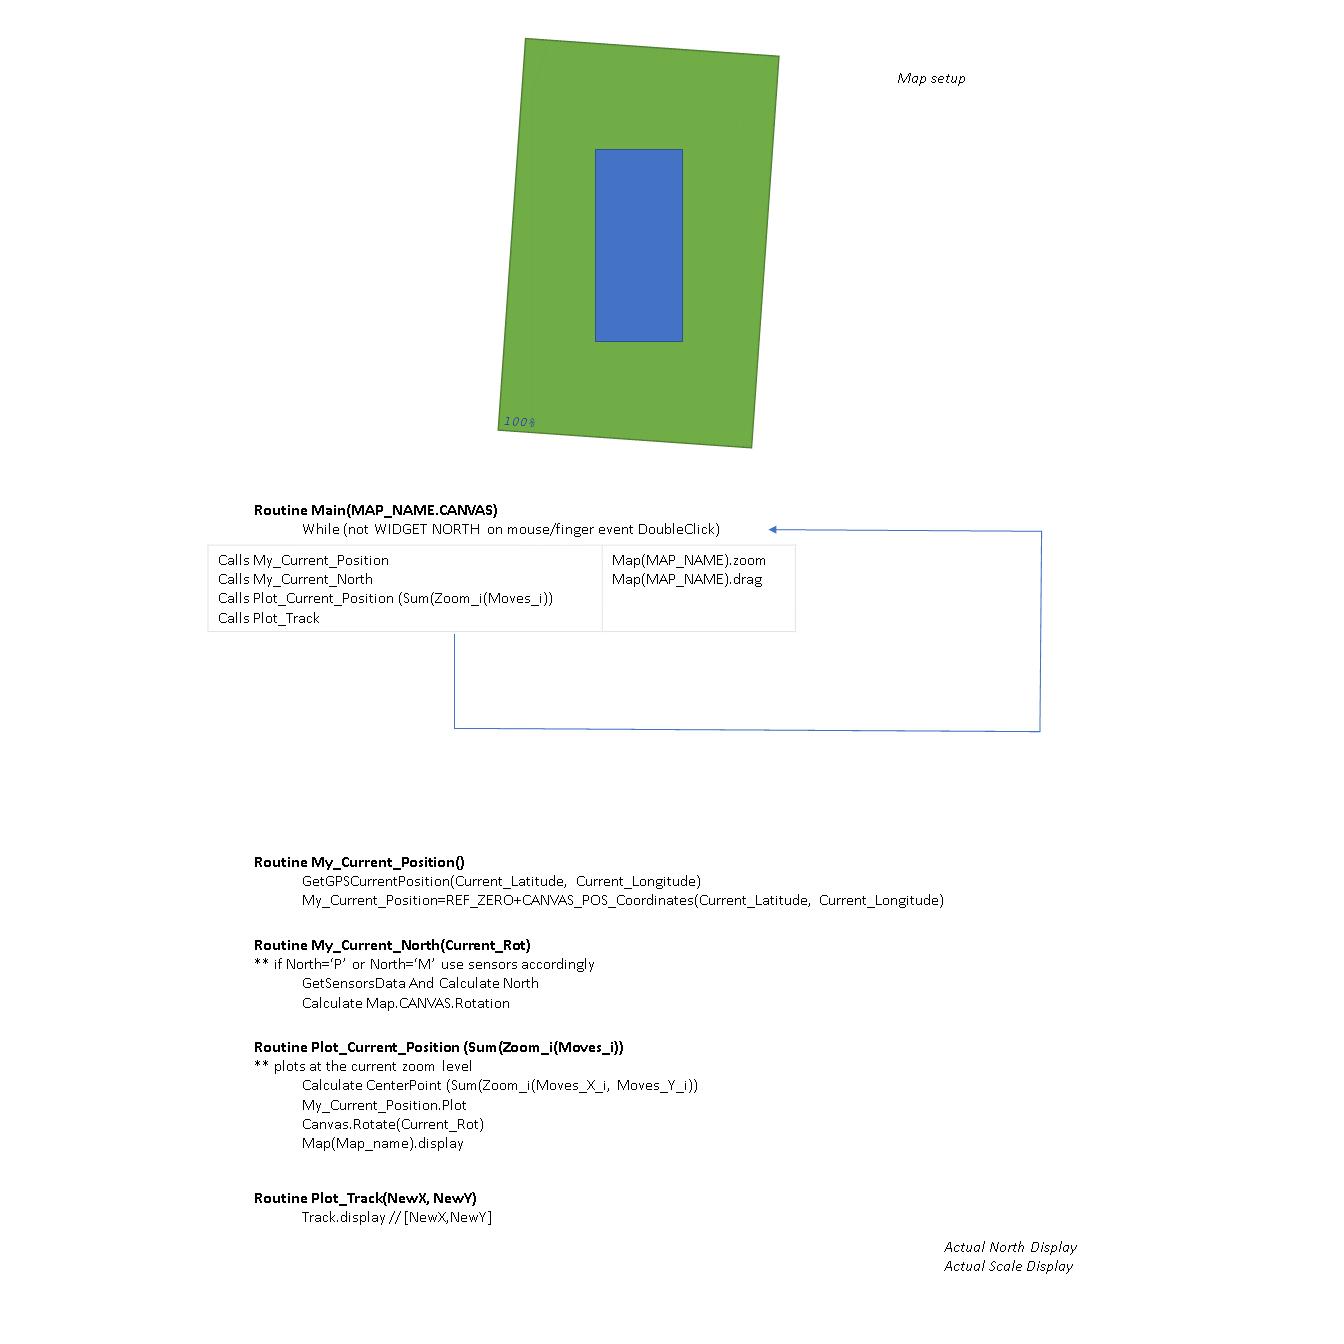 Map setup
100%
Routine Main(MAP_NAME.CANVAS)
While (not WIDGET NORTH on mouse/finger event DoubleClick)
Calls My_Current_Position
Calls My_Current_North
Calls Plot_Current_Position (Sum(Zoom_i(Moves_i))
Calls Plot_Track
Map(MAP_NAME).zoom
Map(MAP_NAME).drag
Routine My_Current_Position()
GetGPSCurrentPosition(Current_Latitude, Current_Longitude)
My_Current_Position=REF_ZERO+CANVAS_POS_Coordinates(Current_Latitude, Current_Longitude)
Routine My_Current_North(Current_Rot)
** if North=‘P’ or North=‘M’ use sensors accordingly
GetSensorsData And Calculate North
Calculate Map.CANVAS.Rotation
Routine Plot_Current_Position (Sum(Zoom_i(Moves_i))
** plots at the current zoom level
Calculate CenterPoint (Sum(Zoom_i(Moves_X_i, Moves_Y_i))
My_Current_Position.Plot
Canvas.Rotate(Current_Rot)
Map(Map_name).display
Routine Plot_Track(NewX, NewY)
Track.display // [NewX,NewY]
Actual North Display
Actual Scale Display